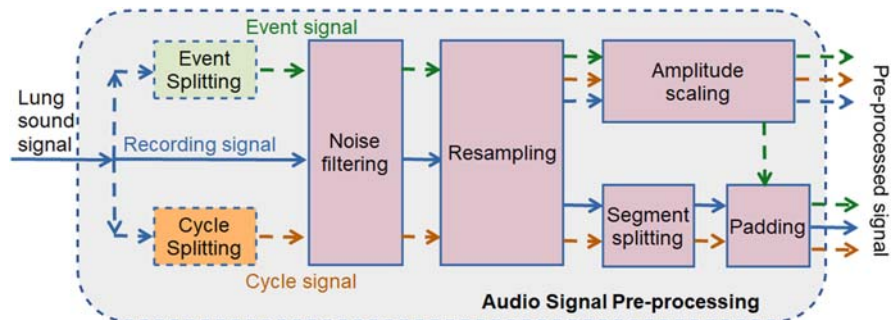 Lung
sound
signal
Event signal
Event
Splitting
Recording signal
Cycle
Splitting
Cycle signal
Noise
filtering
Resampling
Amplitude
scaling
Segment
splitting
Padding
Audio Signal Pre-processing
Pre-processed signal